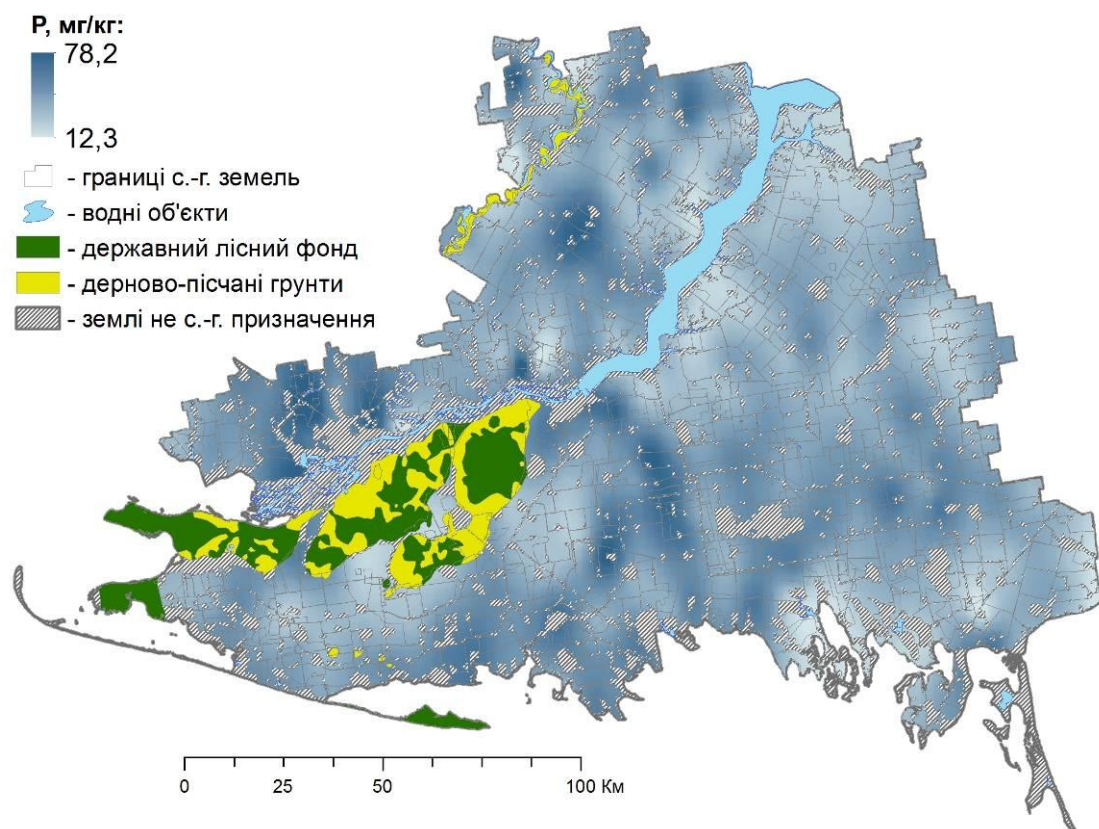 P, мг/кг:
78,2
12,3
- границі с.-г. земель
- водні об'єкти
- державний лісний фонд
- дерново-пісчані грунти
- землі не с.-г. призначення
0 25 50 100 Км